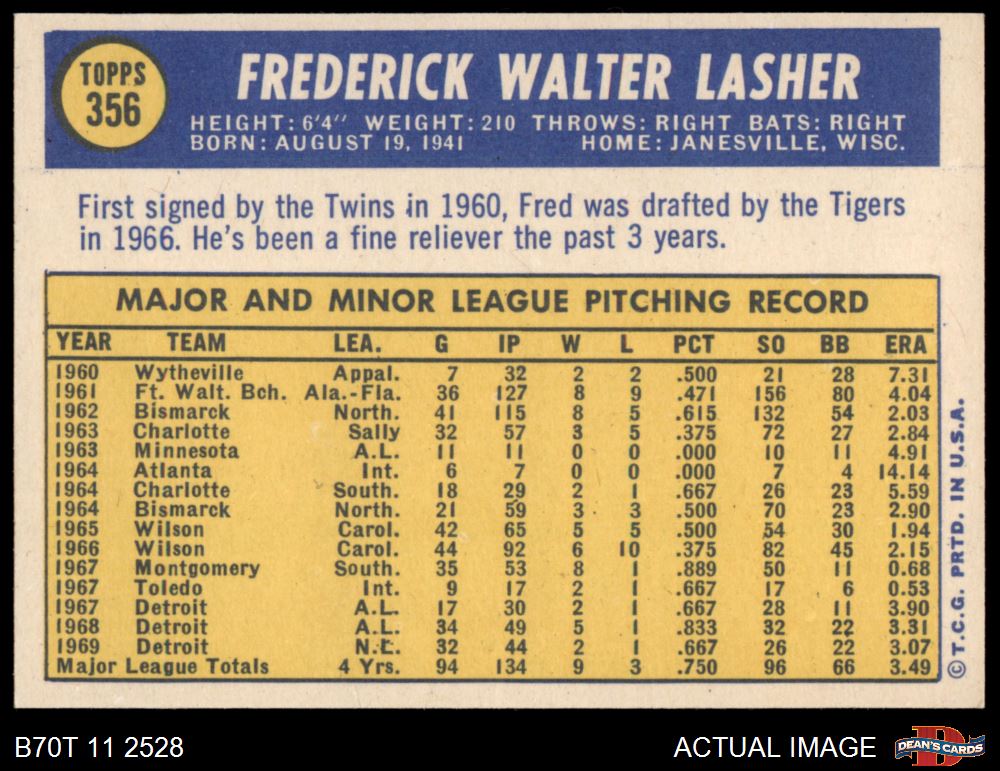 TOPPS
356
FREDERICK WALTER LASHER
HEIGHT: 6'4" WEIGHT: 210 THROWS: RIGHT BATS: RIGHT
BORN: AUGUST 19, 1941 HOME: JANESVILLE, WISC.
First signed by the Twins in 1960, Fred was drafted by the Tigers
in 1966. He's been a fine reliever the past 3 years.
MAJOR AND MINOR LEAGUE PITCHING RECORD
YEAR TEAM LEA. G IP W L PCT SO BB ERA
1960 Wytheville Appal. 7 32 2 2 .500 21 28 7.31
1961 Ft. Walt. Bch. Ala.-Fla. 36 127 8 9 .471 156 80 4.04
1962 Bismarck North. 41 115 8 5 .615 132 54 2.03
1963 Charlotte Sally 32 57 3 5 .375 72 27 2.84
1963 Minnesota A.L. 11 11 0 0 .000 10 11 4.91
1964 Atlanta Int. 6 7 0 0 .000 7 4 14.14
1964 Charlotte South. 18 29 2 1 .667 26 23 5.59
1964 Bismarck North. 21 59 3 3 .500 70 23 2.90
1965 Wilson Carol. 42 65 5 5 .500 54 30 1.94
1966 Wilson Carol. 44 92 6 10 .375 82 45 2.15
1967 Montgomery South. 35 53 8 1 .889 50 11 0.68
1967 Toledo Int. 9 17 2 1 .667 17 6 0.53
1967 Detroit A.L. 17 30 2 1 .667 28 11 3.90
1968 Detroit A.L. 34 49 5 1 .833 32 22 3.31
1969 Detroit N.L. 32 44 2 1 .667 26 22 3.07
Major League Totals 4 Yrs. 94 134 9 3 .750 96 66 3.49
© T.C.G. PRTD. IN U.S.A.
B70T 11 2528
ACTUAL IMAGE
DEAN'S CARDS